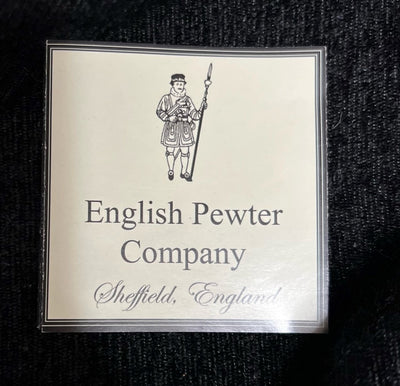 English Pewter
Company
Sheffield, England